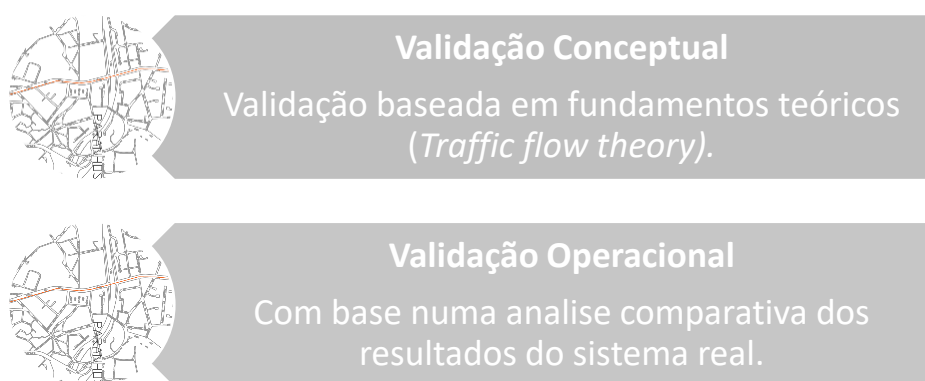 Validação Conceptual
Validação baseada em fundamentos teóricos
(Traffic flow theory).
PARANHOS
Validação Operacional
Com base numa analise comparativa dos
resultados do sistema real.